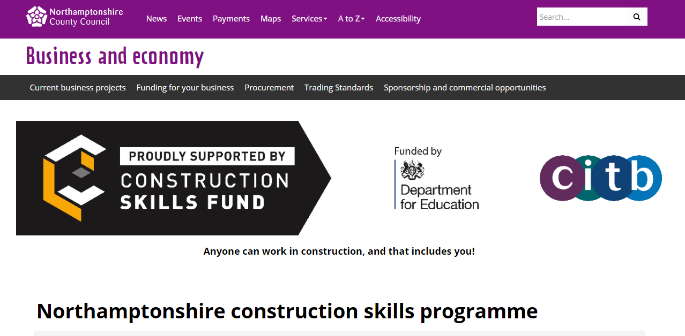 Northamptonshire
County Council
News Events Payments Maps Services A to Z Accessibility
Search...
Business and economy
Current business projects Funding for your business Procurement Trading Standards Sponsorship and commercial opportunities
PROUDLY SUPPORTED BY
CONSTRUCTION
SKILLS FUND
Funded by
Department
for Education
citb
Anyone can work in construction, and that includes you!
Northamptonshire construction skills programme